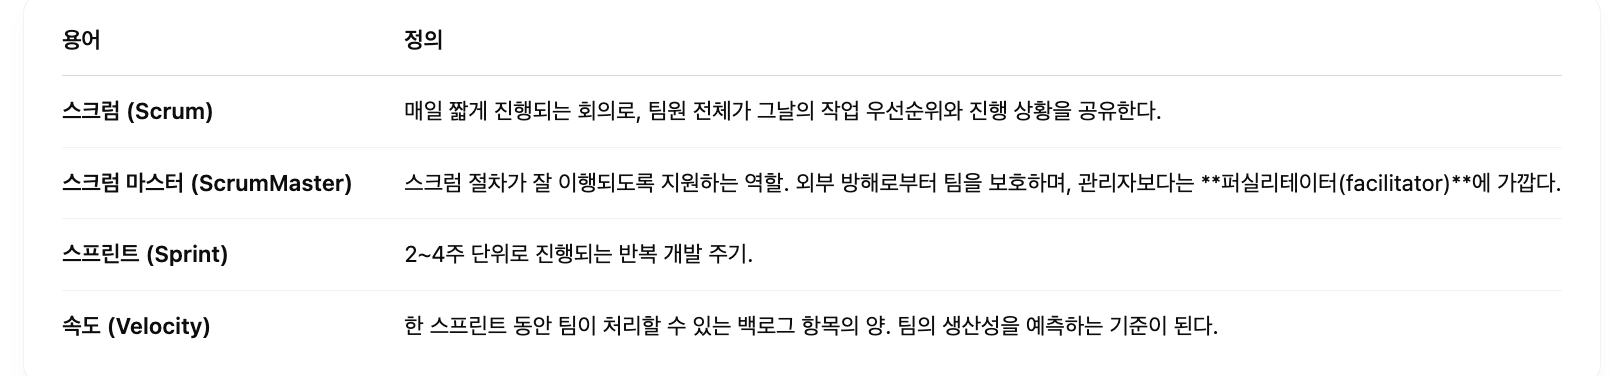 용어 정의
스크럼 (Scrum) 매일 짧게 진행되는 회의로, 팀원 전체가 그날의 작업 우선순위와 진행 상황을 공유한다.
스크럼 마스터 (ScrumMaster) 스크럼 절차가 잘 이행되도록 지원하는 역할. 외부 방해로부터 팀을 보호하며, 관리자보다는 **퍼실리테이터(facilitator)**에 가깝다.
스프린트 (Sprint) 2~4주 단위로 진행되는 반복 개발 주기.
속도 (Velocity) 한 스프린트 동안 팀이 처리할 수 있는 백로그 항목의 양. 팀의 생산성을 예측하는 기준이 된다.